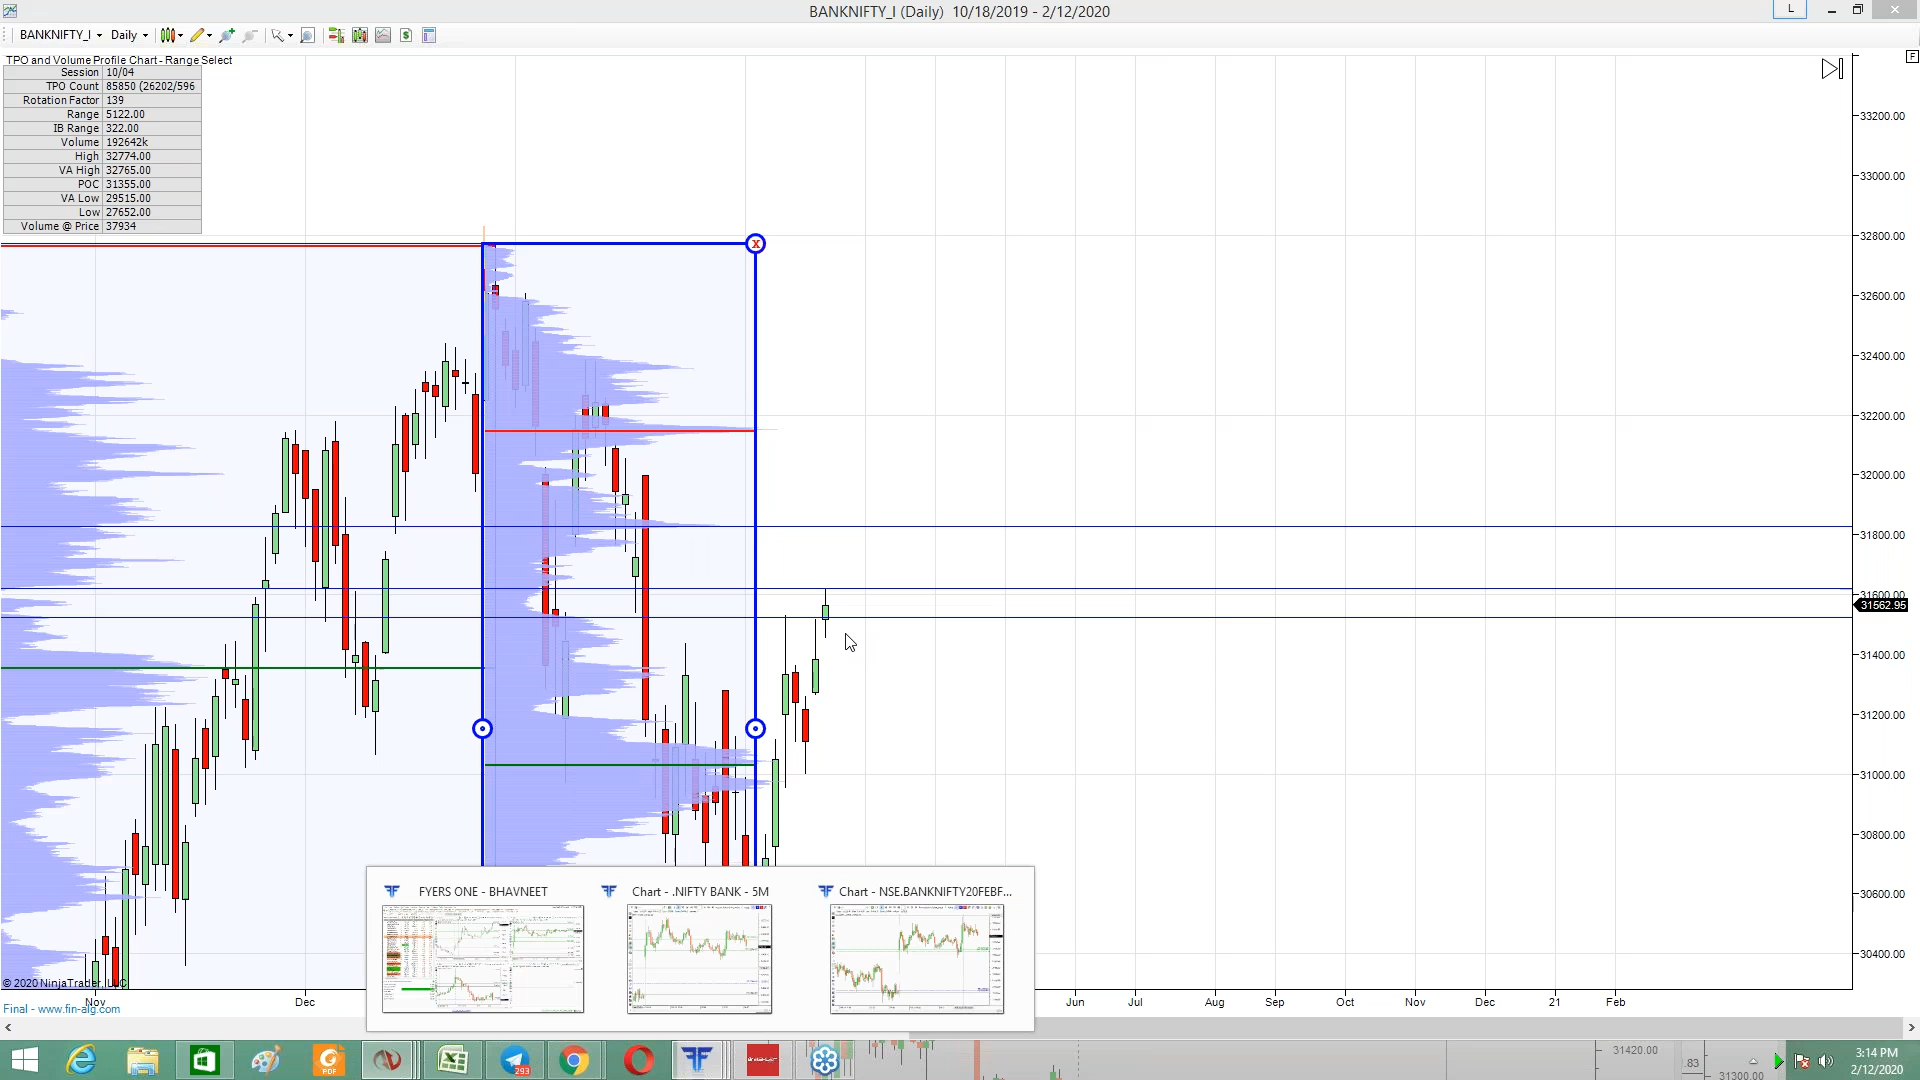 BANKNIFTY_I (Daily)  10/18/2019 - 2/12/2020
L
BANKNIFTY_I
Daily
F
TPO and Volume Profile Chart - Range Select
Session 10/04
TPO Count 85850 (26202/596
Rotation Factor 139
Range 5122.00
IB Range 322.00
Volume 192642k
High 32774.00
VA High 32765.00
POC 31355.00
VA Low 29515.00
Low 27652.00
Volume @ Price 37934
X
33200.00
33000.00
32800.00
32600.00
32400.00
32200.00
32000.00
31800.00
31600.00
31562.95
31400.00
31200.00
31000.00
30800.00
30600.00
30400.00
FYERS ONE - BHAVNEET
Chart - .NIFTY BANK - 5M
Chart - NSE.BANKNIFTY20FEBF...
© 2020 NinjaTrader, LLC
Nov
Dec
Jun
Jul
Aug
Sep
Oct
Nov
Dec
21
Feb
Final - www.fin-alg.com
PDF
293
31420.00
.83
31300.00
3:14 PM
2/12/2020